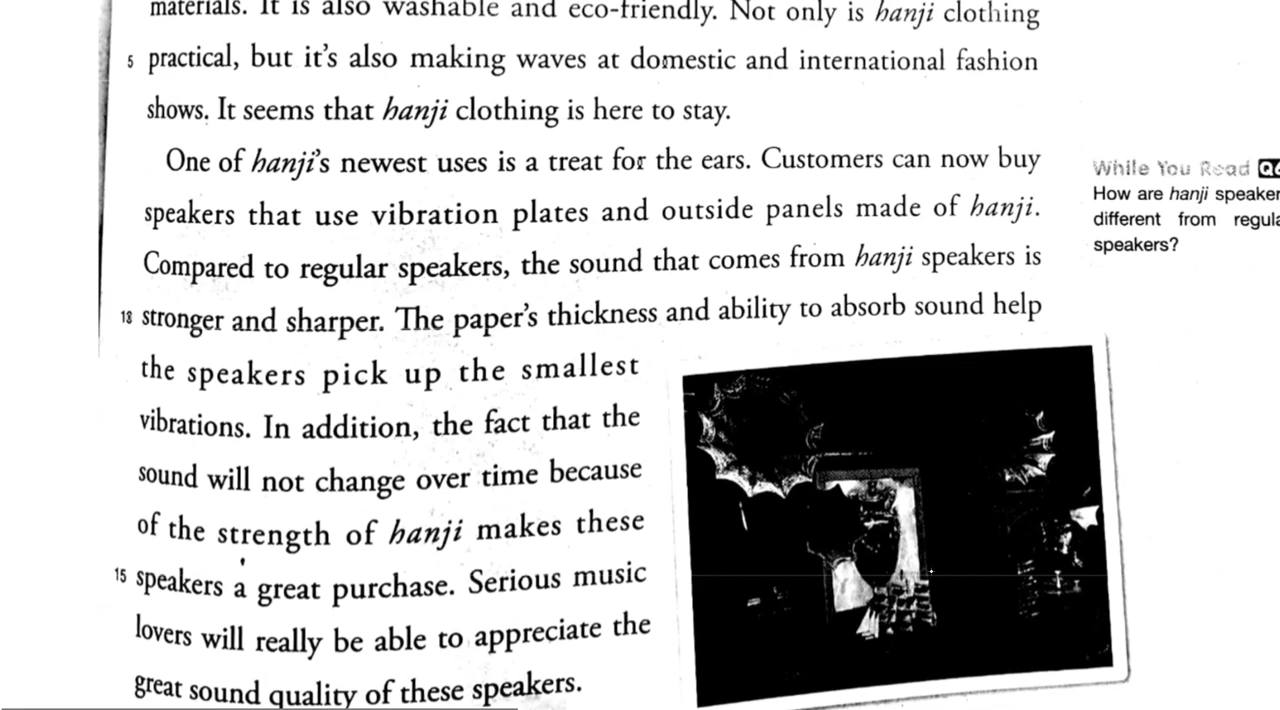 materials. It is also washable and eco-friendly. Not only is hanji clothing
5 practical, but it's also making waves at domestic and international fashion
shows. It seems that hanji clothing is here to stay.
One of hanji's newest uses is a treat for the ears. Customers can now buy
speakers that use vibration plates and outside panels made of hanji.
Compared to regular speakers, the sound that comes from hanji speakers is
18 stronger and sharper. The paper's thickness and ability to absorb sound help
the speakers pick up the smallest
vibrations. In addition, the fact that the
sound will not change over time because
of the strength of hanji makes these
15 speakers a great purchase. Serious music
lovers will really be able to appreciate the
great sound quality of these speakers.
While You Read
How are hanji speaker
different from regula
speakers?